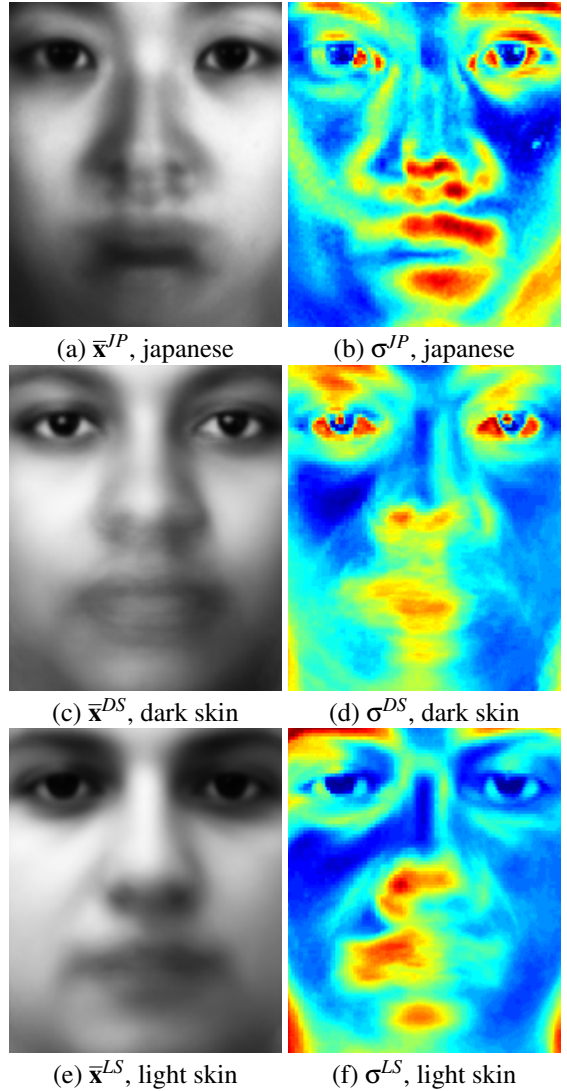 (a) x̄^JP, japanese
(b) σ^JP, japanese
(c) x̄^DS, dark skin
(d) σ^DS, dark skin
(e) x̄^LS, light skin
(f) σ^LS, light skin